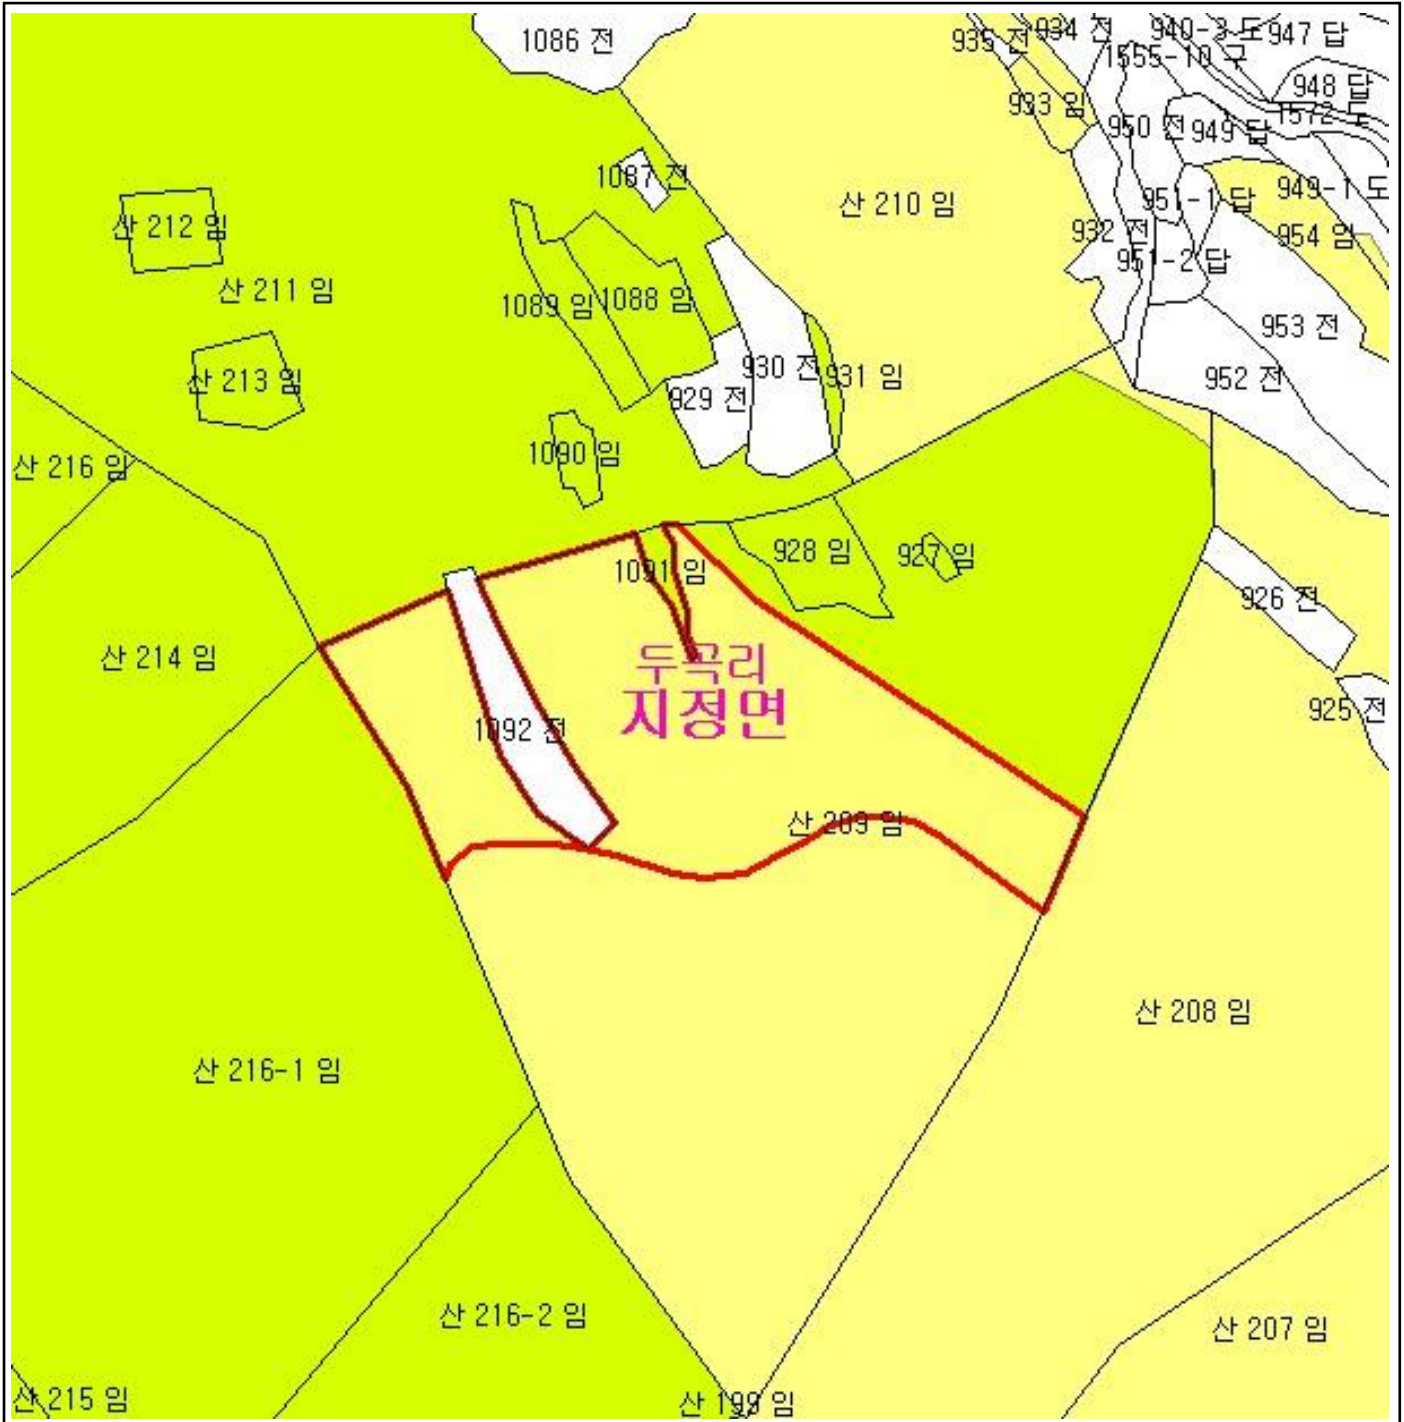 1086 전
935 전
934 전
940-3 도
947 답
1555-10 구
948 답
933 임
1572 도
950 전
949 답
1087 전
949-1 도
951-1 답
산 210 임
산 212 임
932 전
954 임
951-2 답
산 211 임
1089 임
1088 임
953 전
930 전
931 임
952 전
산 213 임
929 전
1090 임
산 216 임
928 임
927 임
1091 임
926 전
산 214 임
두곡리
925 전
지정면
1092 전
산 209 임
산 208 임
산 216-1 임
산 216-2 임
산 207 임
산 215 임
산 199 임